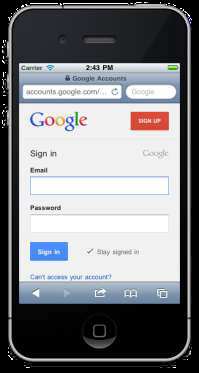 Carrier 2:43 PM
Google Accounts
accounts.google.com/... Google
Google SIGN UP
Sign in Google
Email
Password
Sign in Stay signed in
Can't access your account?